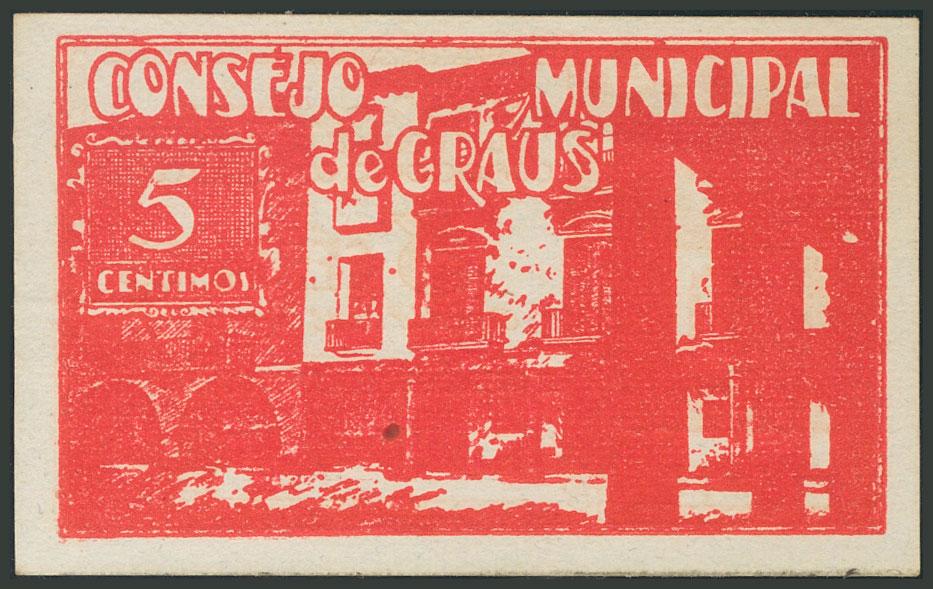 CONSEJO MUNICIPAL
de GRAUS
5
CENTIMOS